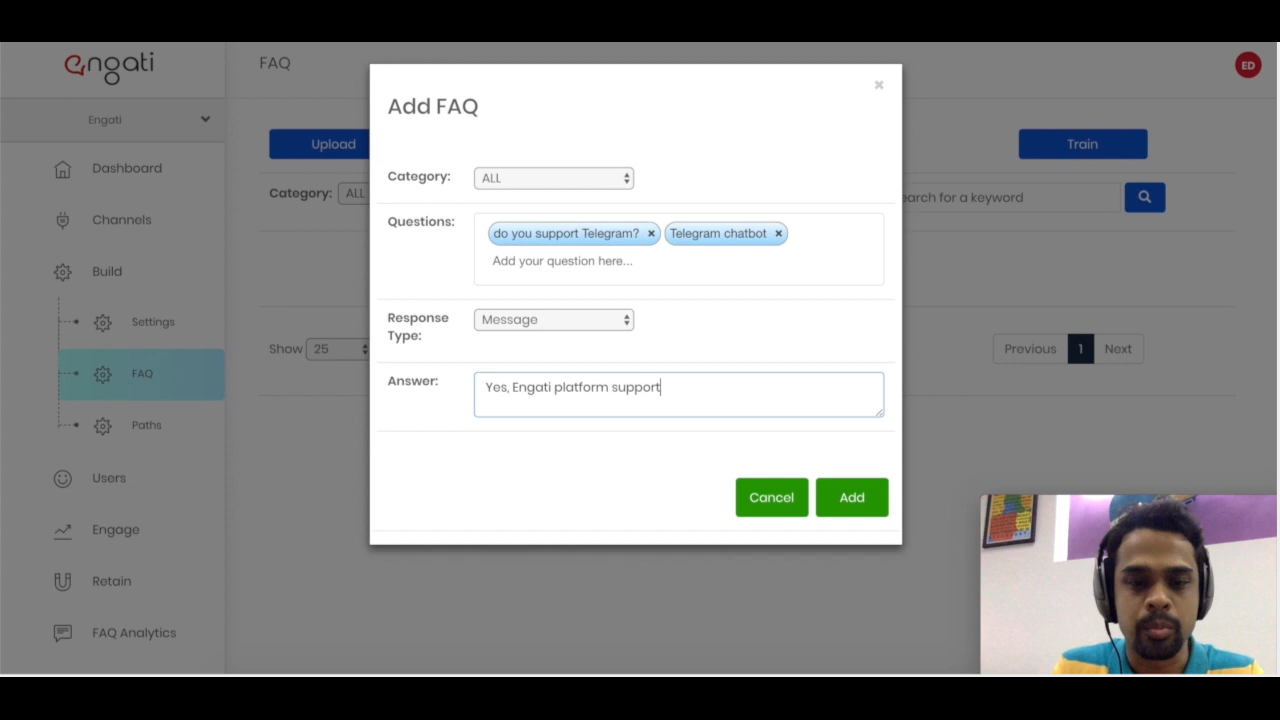 engati
FAQ
ED
Engati
Dashboard
Channels
Build
Settings
FAQ
Paths
Users
Engage
Retain
FAQ Analytics
Upload
Train
Category: ALL
earch for a keyword
Show 25
Previous 1 Next
×
Add FAQ
Category: ALL
Questions: do you support Telegram? × Telegram chatbot ×
Add your question here...
Response
Type: Message
Answer: Yes, Engati platform support
Cancel Add